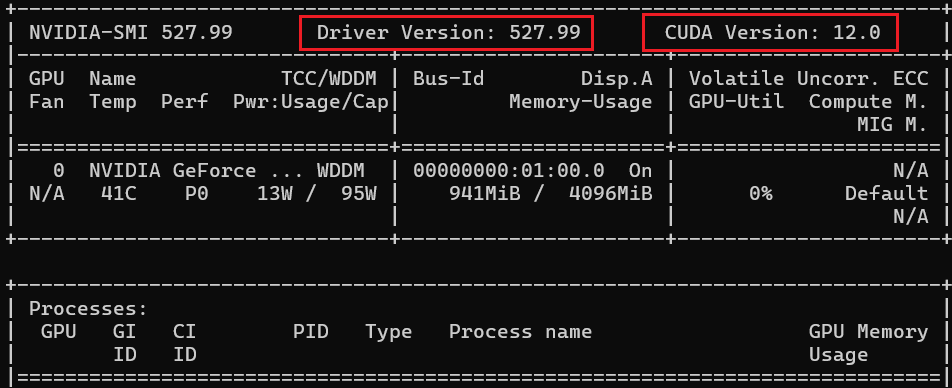 +-----------------------------------------------------------------------------+
| NVIDIA-SMI 527.99       Driver Version: 527.99       CUDA Version: 12.0     |
|-------------------------------+----------------------+----------------------+
| GPU  Name            TCC/WDDM | Bus-Id        Disp.A | Volatile Uncorr. ECC |
| Fan  Temp  Perf  Pwr:Usage/Cap|         Memory-Usage | GPU-Util  Compute M. |
|                               |                      |               MIG M. |
|===============================+======================+======================|
|   0  NVIDIA GeForce ... WDDM  | 00000000:01:00.0  On |                  N/A |
| N/A   41C    P0    13W /  95W |    941MiB /  4096MiB |      0%      Default |
|                               |                      |                  N/A |
+-------------------------------+----------------------+----------------------+
+-----------------------------------------------------------------------------+
| Processes:                                                                  |
|  GPU   GI   CI        PID   Type   Process name                  GPU Memory |
|        ID   ID                                                   Usage      |
|=============================================================================|